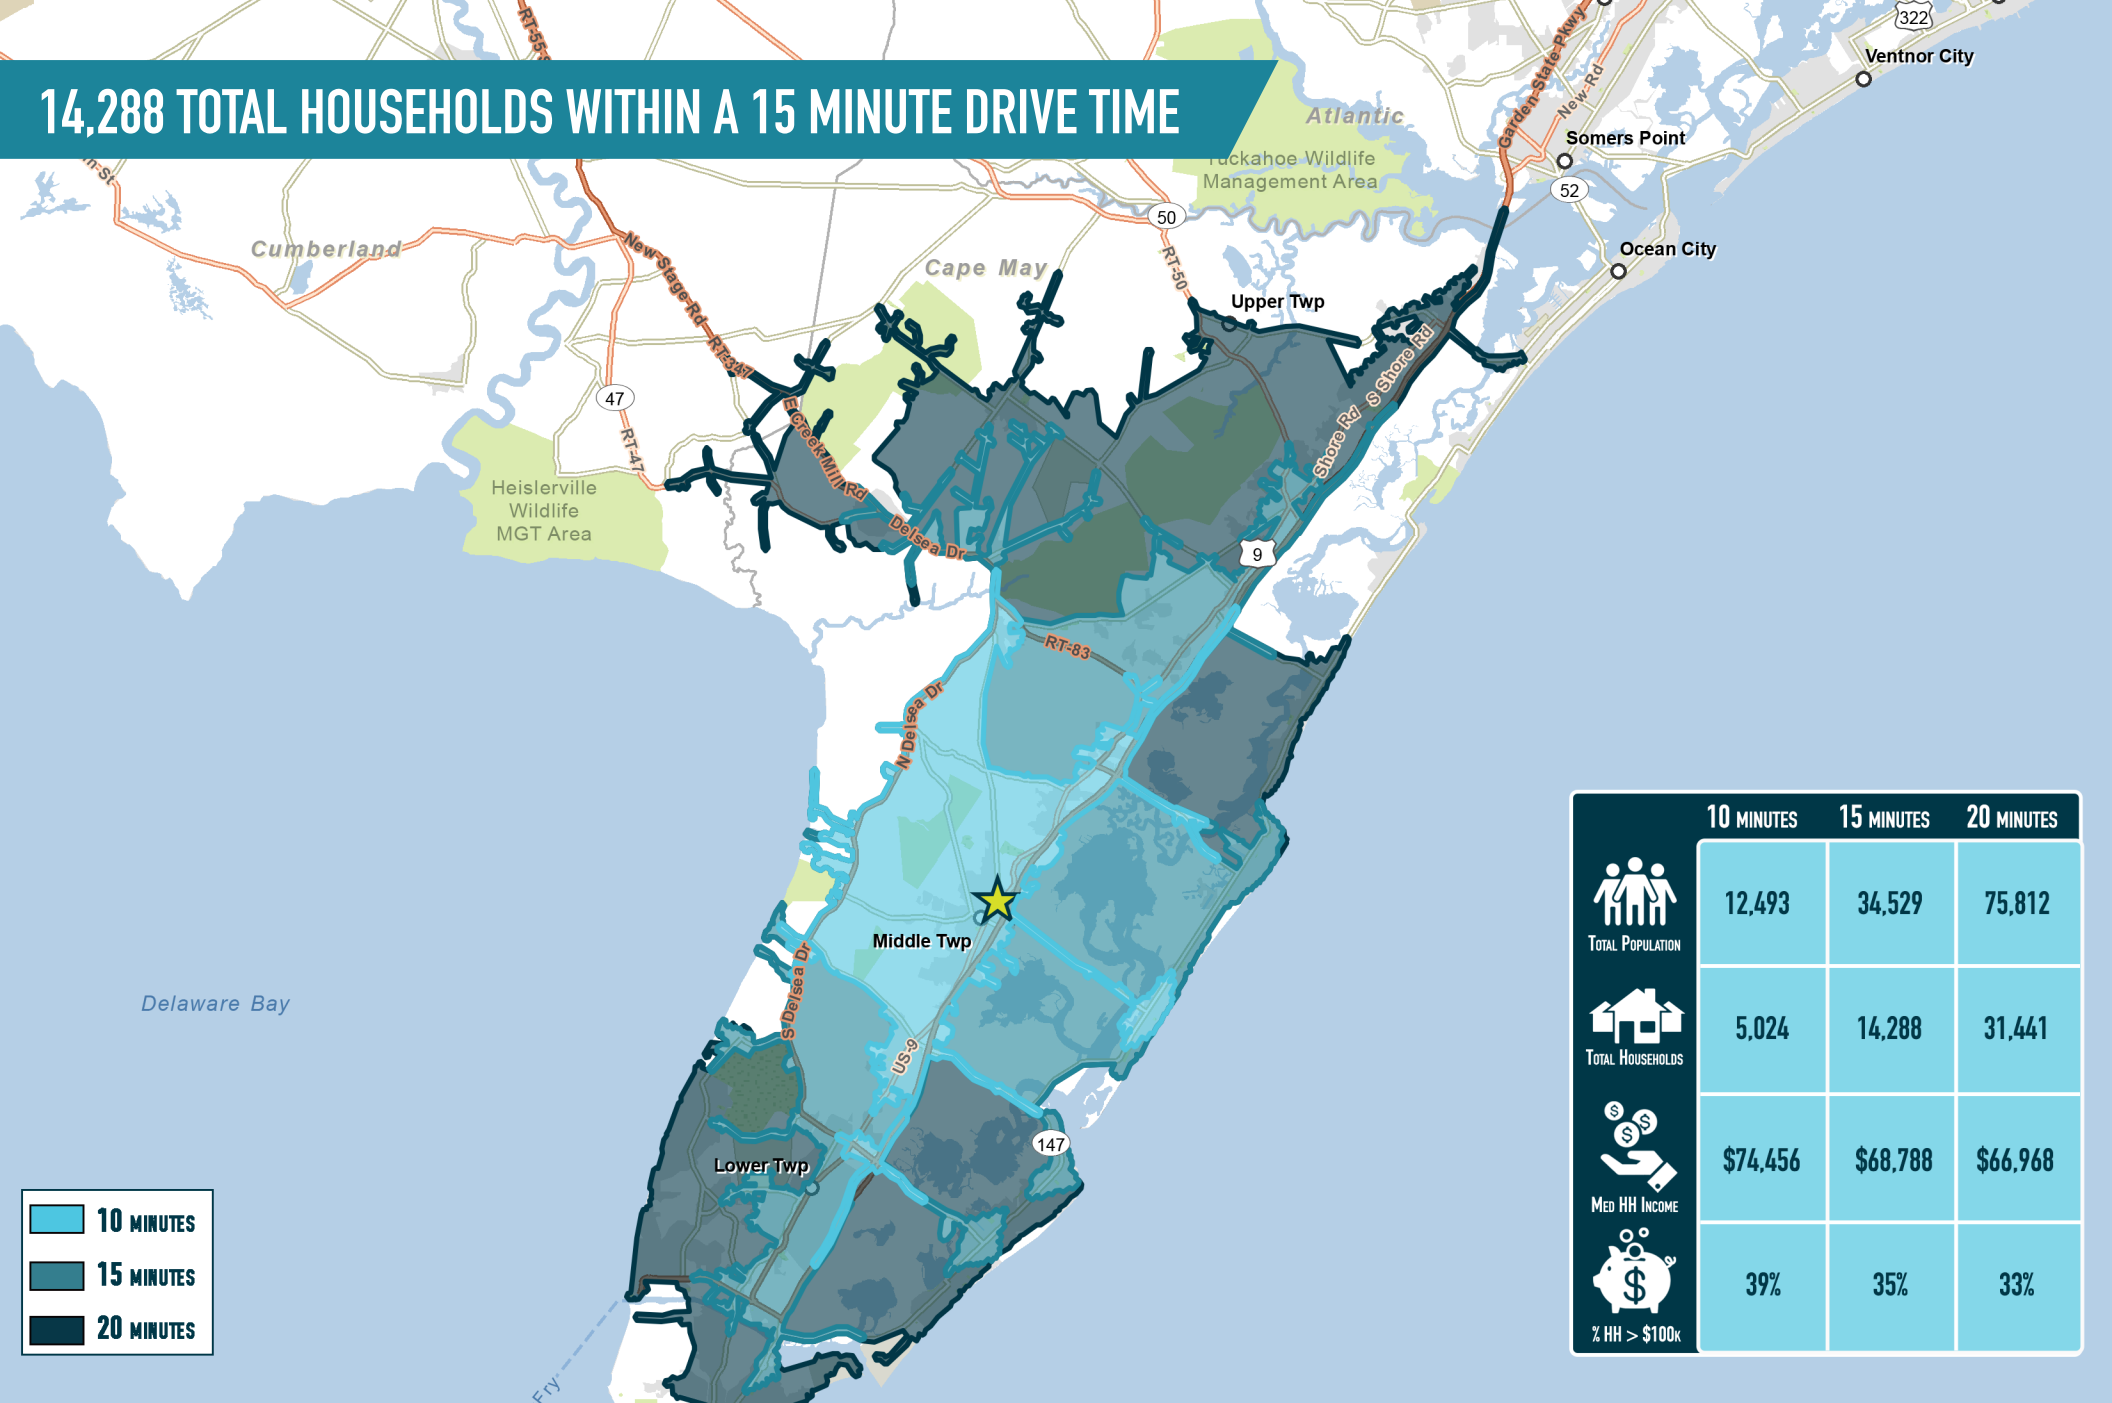 14,288 TOTAL HOUSEHOLDS WITHIN A 15 MINUTE DRIVE TIME
RT-55-S
Garden State Pkwy
New Rd
322
Ventnor City
Atlantic
Somers Point
Tuckahoe Wildlife
Management Area
52
50
RT-50
Cumberland
New Stage Rd
Cape May
Ocean City
Upper Twp
RT-347
47
RT-47
E Creek Mill Rd
S Shore Rd
Shore Rd
Heislerville
Wildlife
MGT Area
Delsea Dr
9
RT-83
N Delsea Dr
Middle Twp
S Delsea Dr
Delaware Bay
US-9
147
Lower Twp
Fry
10 MINUTES
15 MINUTES
20 MINUTES
10 MINUTES 15 MINUTES 20 MINUTES
TOTAL POPULATION 12,493 34,529 75,812
TOTAL HOUSEHOLDS 5,024 14,288 31,441
MED HH INCOME $74,456 $68,788 $66,968
% HH > $100K 39% 35% 33%